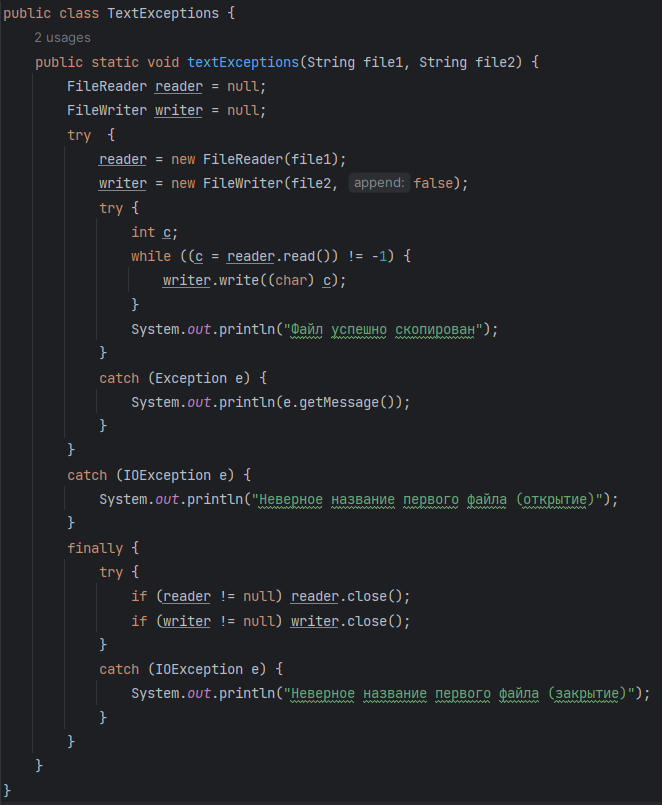 public class TextExceptions {
2 usages
public static void textExceptions(String file1, String file2) {
FileReader reader = null;
FileWriter writer = null;
try  {
reader = new FileReader(file1);
writer = new FileWriter(file2, append: false);
try {
int c;
while ((c = reader.read()) != -1) {
writer.write((char) c);
}
System.out.println("Файл успешно скопирован");
}
catch (Exception e) {
System.out.println(e.getMessage());
}
}
catch (IOException e) {
System.out.println("Неверное название первого файла (открытие)");
}
finally {
try {
if (reader != null) reader.close();
if (writer != null) writer.close();
}
catch (IOException e) {
System.out.println("Неверное название первого файла (закрытие)");
}
}
}
}